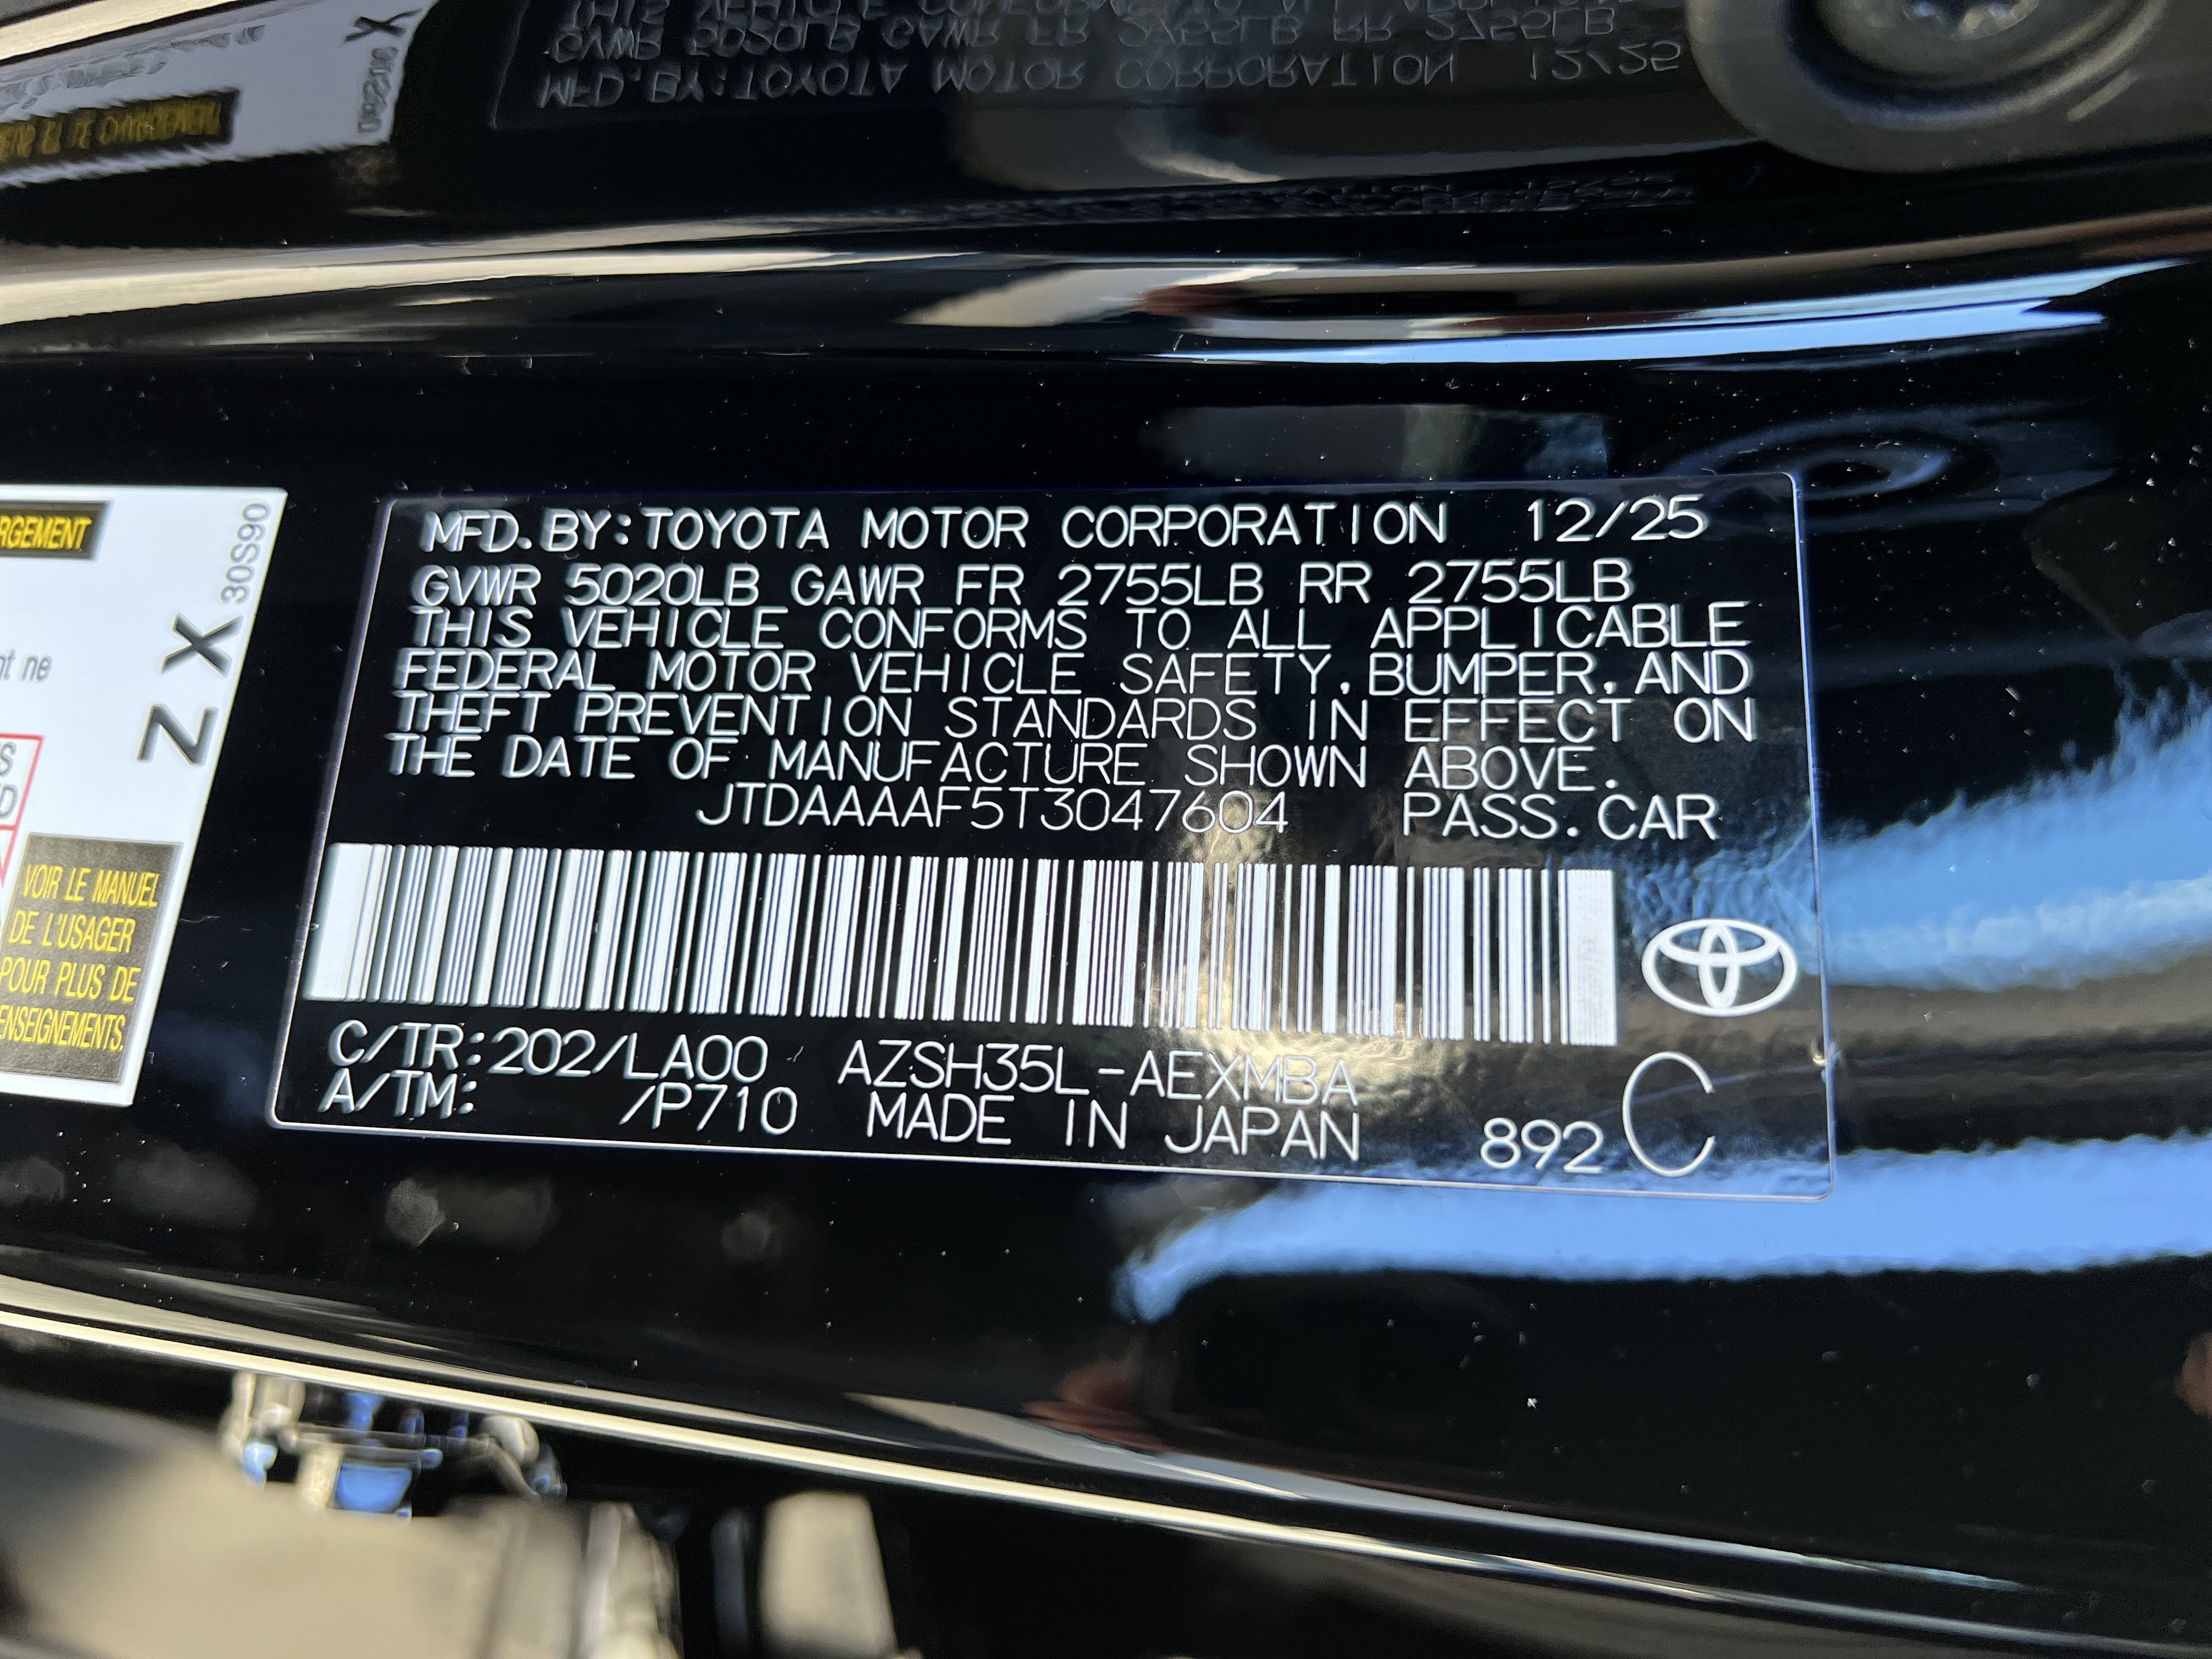 MFD.BY:TOYOTA MOTOR CORPORATION 12/25
GVWR 5020LB GAWR FR 2755LB RR 2755LB
THIS VEHICLE CONFORMS TO ALL APPLICABLE
FEDERAL MOTOR VEHICLE SAFETY,BUMPER,AND
THEFT PREVENTION STANDARDS IN EFFECT ON
THE DATE OF MANUFACTURE SHOWN ABOVE.
JTDAAAAF5T3047604 PASS.CAR
C/TR:202/LA00 AZSH35L-AEXMBA
A/TM: /P710 MADE IN JAPAN 892 C
RGEMENT
30S90
ZX
nt ne
S
D
VOIR LE MANUEL
DE L'USAGER
POUR PLUS DE
ENSEIGNEMENTS.